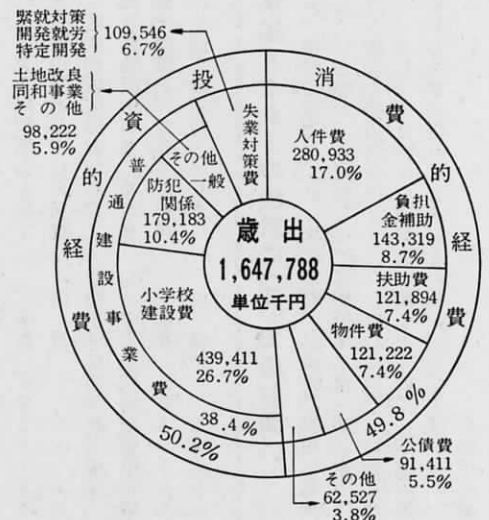 緊就対策
開発就労
特定開発
109,546
6.7%
土地改良
同和事業
その他
98,222
5.9%
投資的経費
消費的経費
失業対策費
その他
一般
普通建設事業費
防犯
関係
179,183
10.4%
小学校
建設費
439,411
26.7%
38.4%
50.2%
歳出
1,647,788
単位千円
人件費
280,933
17.0%
負担
金補助
143,319
8.7%
扶助費
121,894
7.4%
物件費
121,222
7.4%
49.8%
公債費
91,411
5.5%
その他
62,527
3.8%